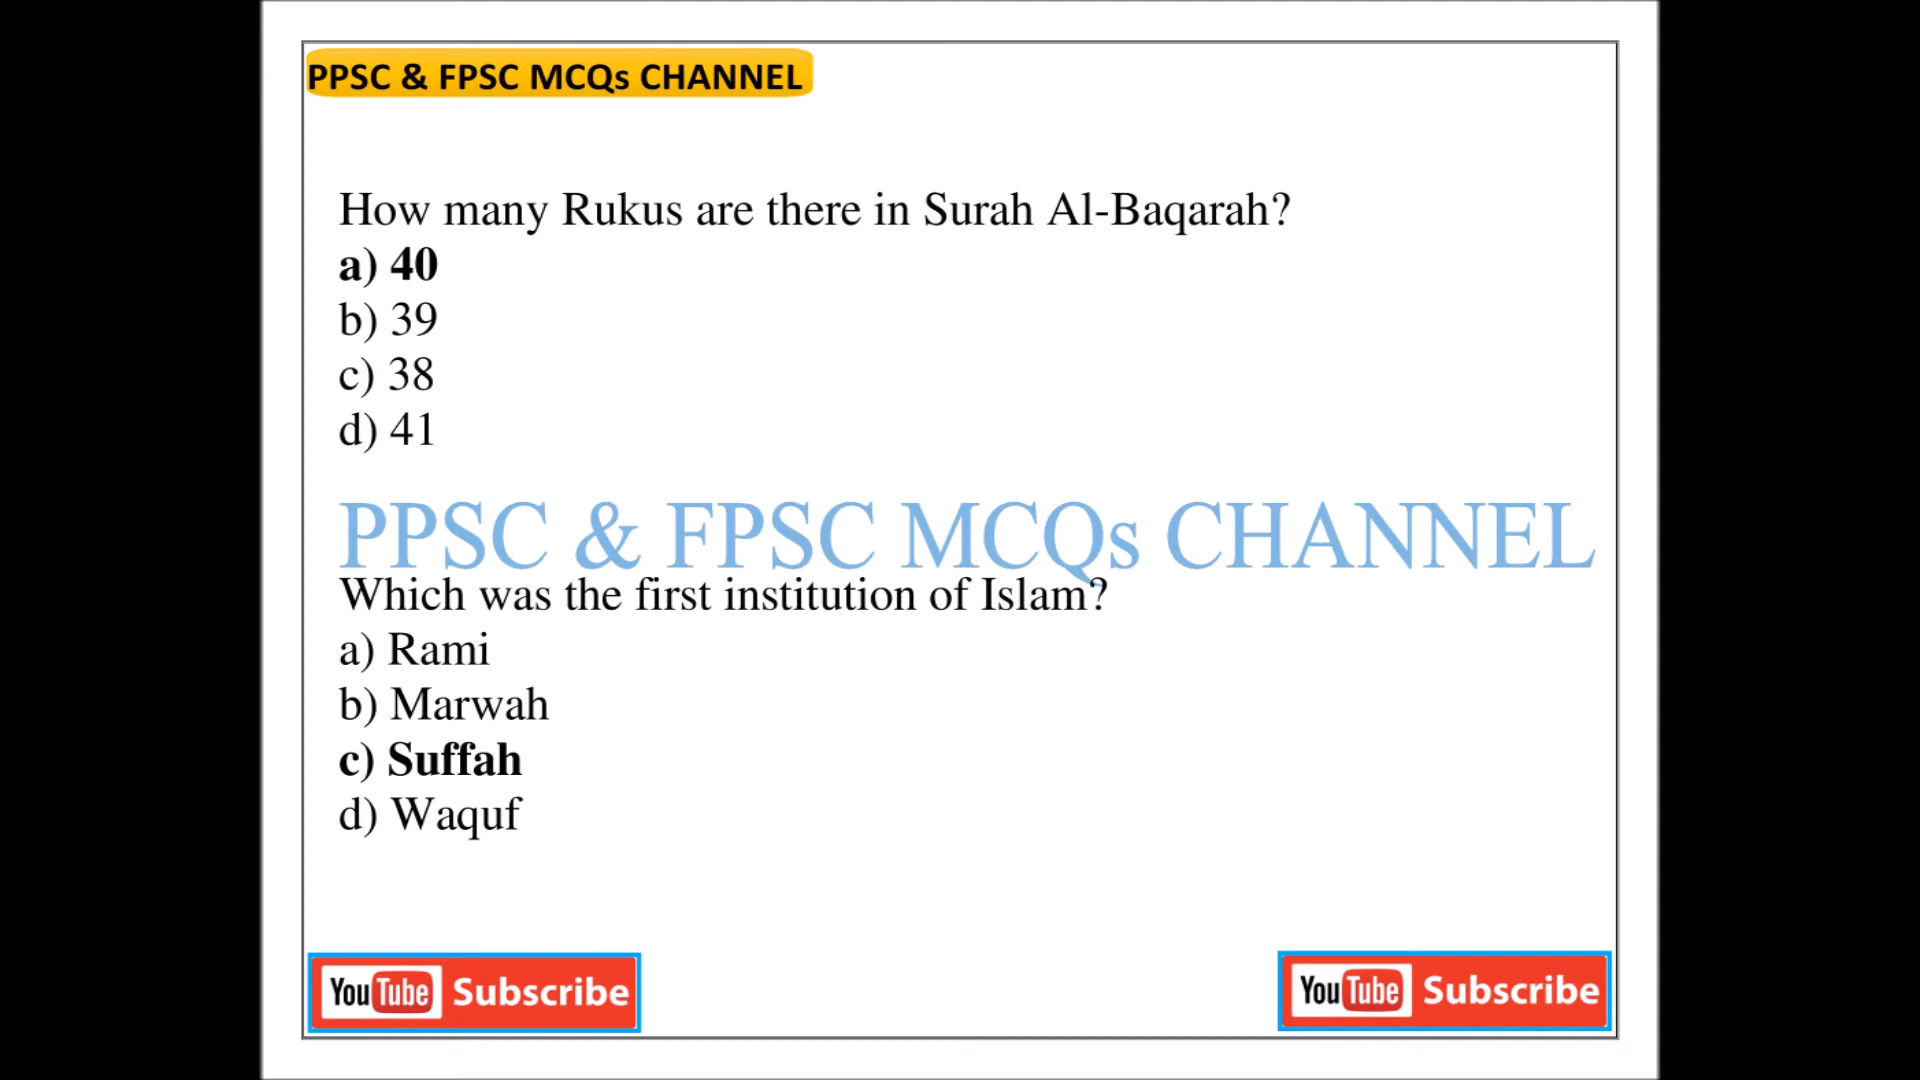 PPSC & FPSC MCQs CHANNEL
How many Rukus are there in Surah Al-Baqarah?
a) 40
b) 39
c) 38
d) 41
PPSC & FPSC MCQs CHANNEL
Which was the first institution of Islam?
a) Rami
b) Marwah
c) Suffah
d) Waquf
YouTube Subscribe
YouTube Subscribe